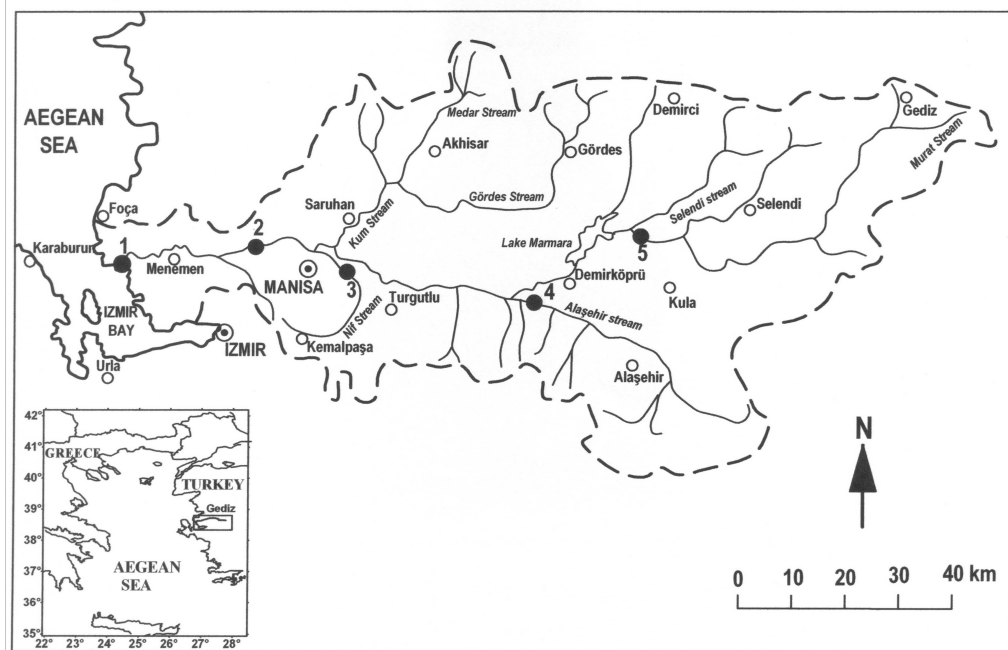 AEGEAN
SEA
Foça
Karaburun
1
2
Menemen
MANISA
3
IZMIR
BAY
IZMIR
Urla
Kemalpaşa
Nif Stream
Turgutlu
Saruhan
Kum Stream
Medar Stream
Akhisar
Gördes Stream
Gördes
Demirci
Gediz
Murat Stream
Selendi stream
Selendi
Lake Marmara
5
Demirköprü
Kula
4
Alaşehir stream
Alaşehir
N
0 10 20 30 40 km
42°
41°
40°
39°
38°
37°
36°
35°
22° 23° 24° 25° 26° 27° 28°
GREECE
TURKEY
Gediz
AEGEAN
SEA